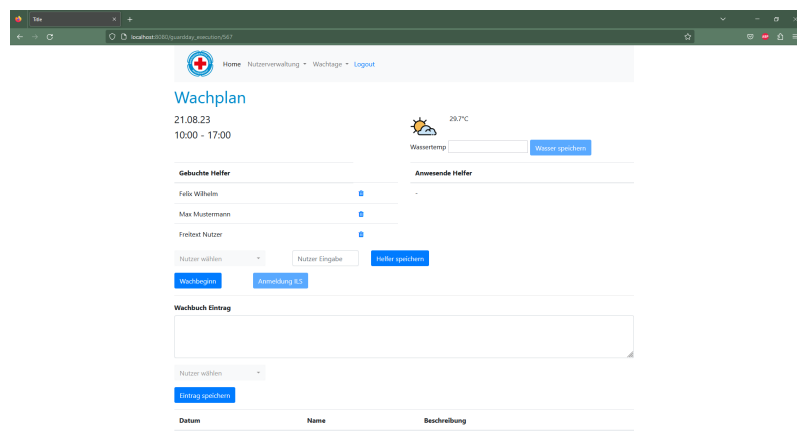 Title
localhost:8080/guardday_execution/567
Home Nutzerverwaltung Wachtage Logout
Wachplan
21.08.23
10:00 - 17:00
29.7°C
Wassertemp Wasser speichern
Gebuchte Helfer Anwesende Helfer
Felix Wilhelm -
Max Mustermann
Freitext Nutzer
Nutzer wählen Nutzer Eingabe Helfer speichern
Wachbeginn Anmeldung ILS
Wachbuch Eintrag
Nutzer wählen
Eintrag speichern
Datum Name Beschreibung